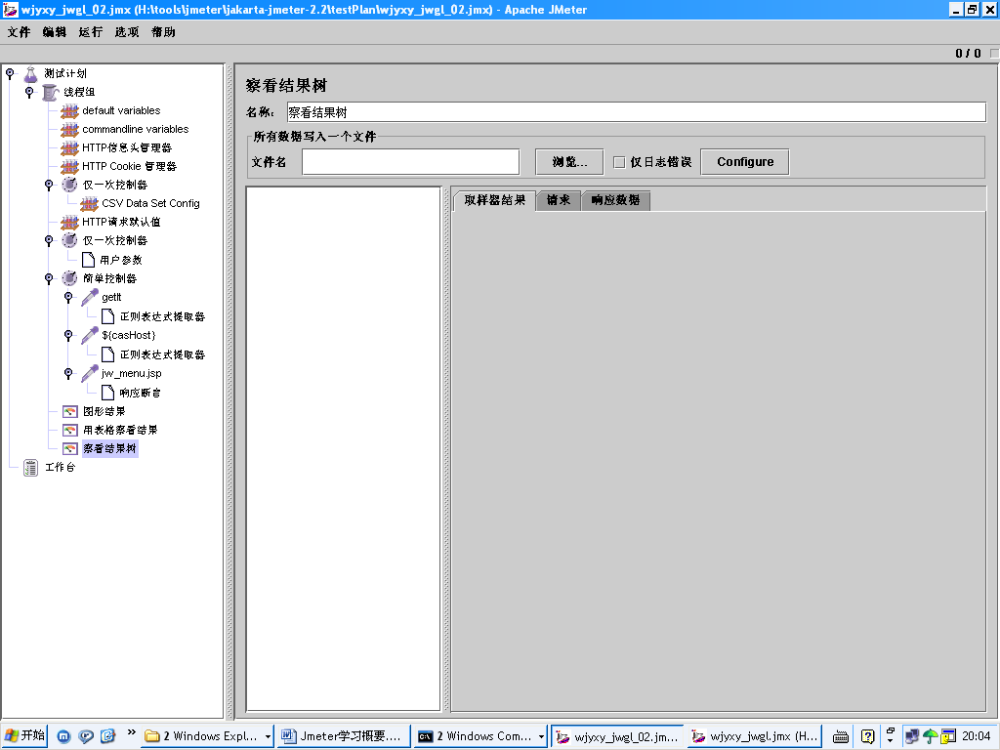 wjyxy_jwgl_02.jmx (H:\tools\jmeter\jakarta-jmeter-2.2\testPlan\wjyxy_jwgl_02.jmx) - Apache JMeter
文件 编辑 运行 选项 帮助
0 / 0
测试计划
线程组
default variables
commandline variables
HTTP信息头管理器
HTTP Cookie 管理器
仅一次控制器
CSV Data Set Config
HTTP请求默认值
仅一次控制器
用户参数
简单控制器
getIt
正则表达式提取器
${casHost}
正则表达式提取器
jw_menu.jsp
响应断言
图形结果
用表格察看结果
察看结果树
工作台
察看结果树
名称: 察看结果树
所有数据写入一个文件
文件名 浏览... 仅日志错误 Configure
取样器结果 请求 响应数据
开始 » 2 Windows Expl... Jmeter学习概要.... 2 Windows Com... wjyxy_jwgl_02.jm... wjyxy_jwgl.jmx (H... 20:04